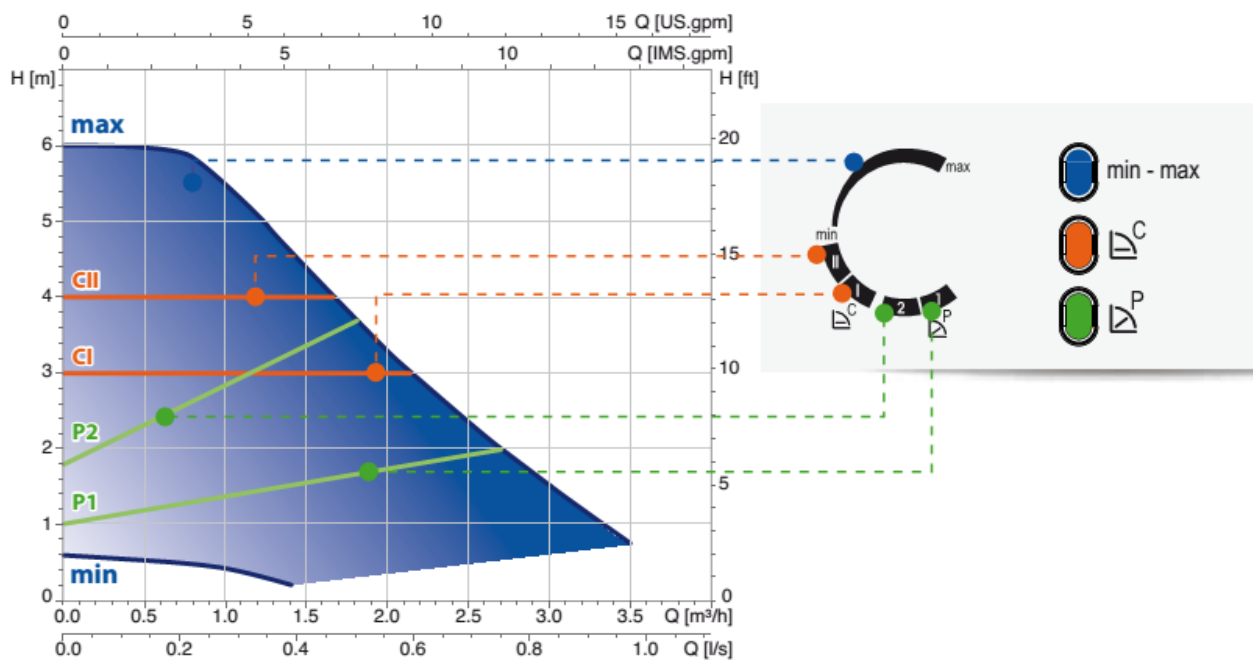 0 5 10 15 Q [US.gpm]
0 5 10 Q [IMS.gpm]
H [m] H [ft]
max
6 20
max
min - max
5
min
15
C
II
CII
4
I
2
1
C
P
P
CI
3 10
P2
2
P1
5
1
min
0 0
0.0 0.5 1.0 1.5 2.0 2.5 3.0 3.5 Q [m³/h]
0.0 0.2 0.4 0.6 0.8 1.0 Q [l/s]